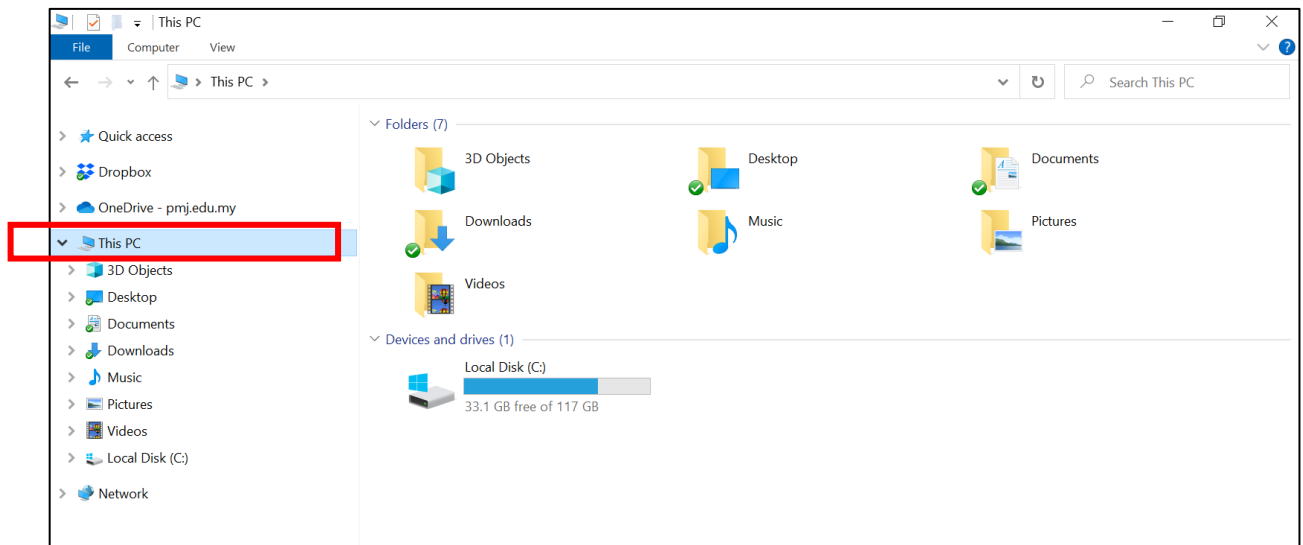 This PC
File Computer View
This PC
Search This PC
Quick access
Dropbox
OneDrive - pmj.edu.my
This PC
3D Objects
Desktop
Documents
Downloads
Music
Pictures
Videos
Local Disk (C:)
Network
Folders (7)
3D Objects
Desktop
Documents
Downloads
Music
Pictures
Videos
Devices and drives (1)
Local Disk (C:)
33.1 GB free of 117 GB